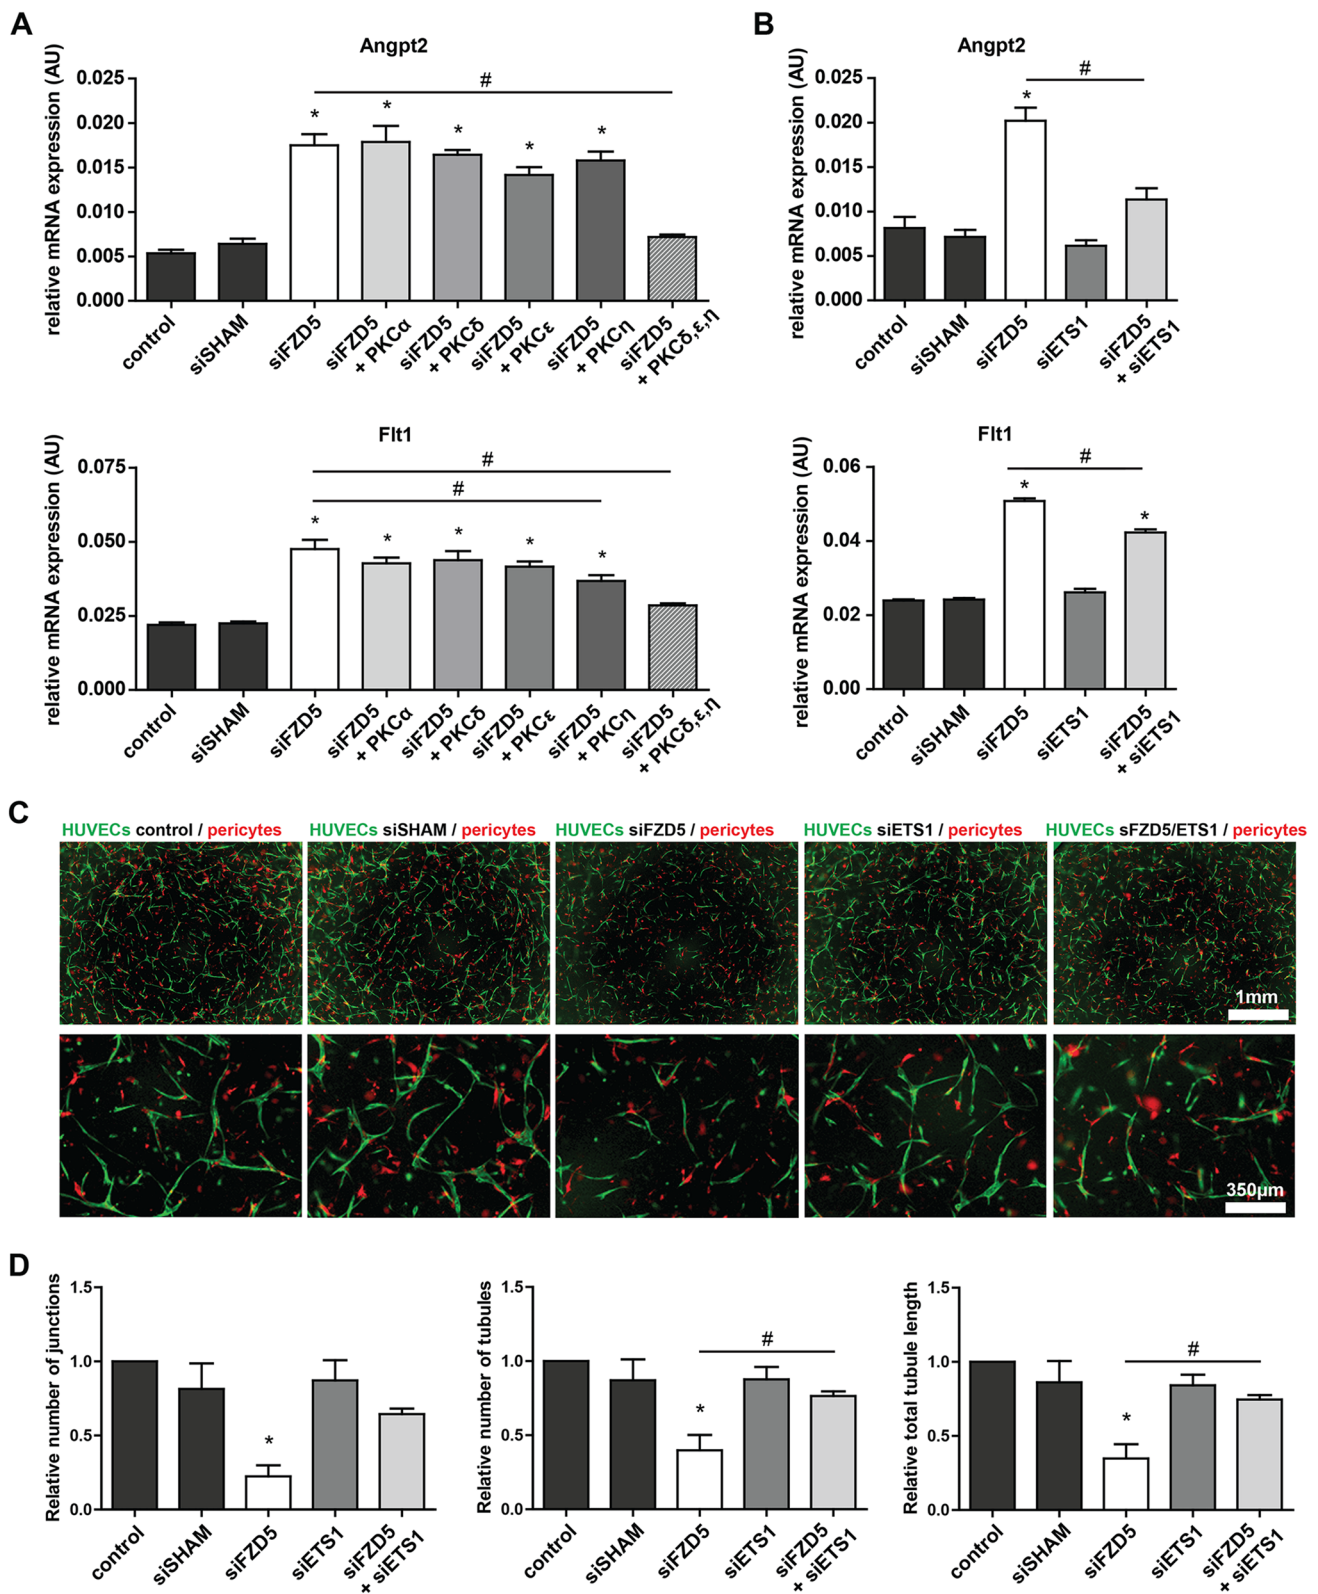 A
Angpt2
relative mRNA expression (AU)
0.025
0.020
0.015
0.010
0.005
0.000
#
*
*
*
*
*
control
siSHAM
siFZD5
siFZD5
+ PKCα
siFZD5
+ PKCδ
siFZD5
+ PKCε
siFZD5
+ PKCη
siFZD5
+ PKCδ,ε,η
B
Angpt2
relative mRNA expression (AU)
0.025
0.020
0.015
0.010
0.005
0.000
#
*
control
siSHAM
siFZD5
siETS1
siFZD5
+ siETS1
Flt1
relative mRNA expression (AU)
0.075
0.050
0.025
0.000
#
#
*
*
*
*
*
control
siSHAM
siFZD5
siFZD5
+ PKCα
siFZD5
+ PKCδ
siFZD5
+ PKCε
siFZD5
+ PKCη
siFZD5
+ PKCδ,ε,η
Flt1
relative mRNA expression (AU)
0.06
0.04
0.02
0.00
#
*
*
control
siSHAM
siFZD5
siETS1
siFZD5
+ siETS1
C
HUVECs control / pericytes
HUVECs siSHAM / pericytes
HUVECs siFZD5 / pericytes
HUVECs siETS1 / pericytes
HUVECs sFZD5/ETS1 / pericytes
1mm
350µm
D
Relative number of junctions
1.5
1.0
0.5
0.0
*
control
siSHAM
siFZD5
siETS1
siFZD5
+ siETS1
Relative number of tubules
1.5
1.0
0.5
0.0
#
*
control
siSHAM
siFZD5
siETS1
siFZD5
+ siETS1
Relative total tubule length
1.5
1.0
0.5
0.0
#
*
control
siSHAM
siFZD5
siETS1
siFZD5
+ siETS1